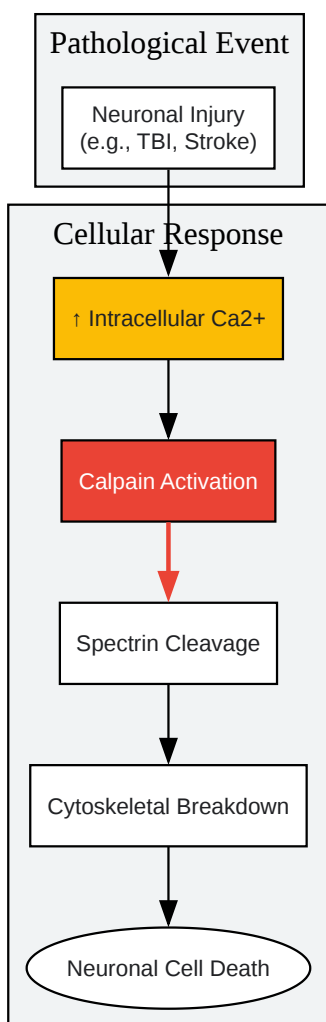 Pathological Event
Neuronal Injury
(e.g., TBI, Stroke)
Cellular Response
↑ Intracellular Ca2+
Calpain Activation
Spectrin Cleavage
Cytoskeletal Breakdown
Neuronal Cell Death